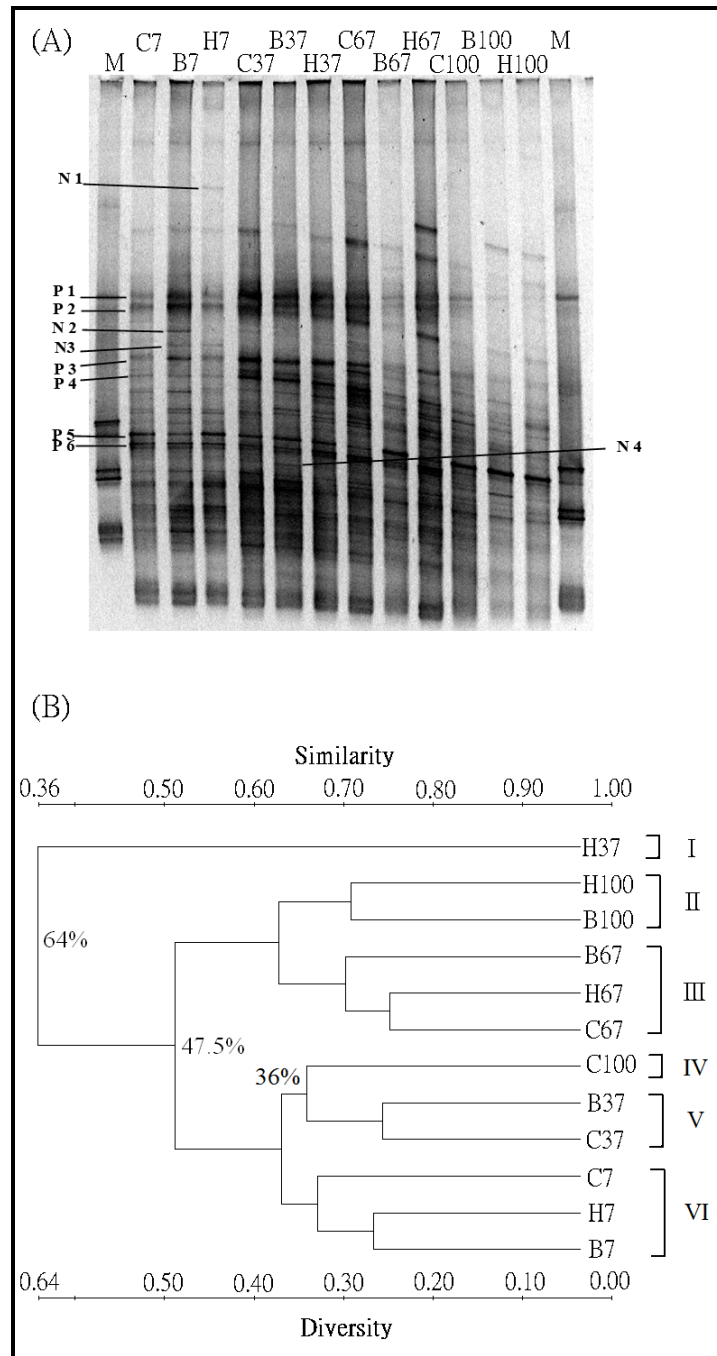 (A)
C7 H7 B37 C67 H67 B100 M
M B7 C37 H37 B67 C100 H100
N 1
P 1
P 2
N 2
N3
P 3
P 4
P 5
P 6
N 4
(B)
Similarity
0.36 0.50 0.60 0.70 0.80 0.90 1.00
H37 I
H100
B100
II
64%
B67
H67
C67
III
47.5%
36%
C100 IV
B37
C37
V
C7
H7
B7
VI
0.64 0.50 0.40 0.30 0.20 0.10 0.00
Diversity